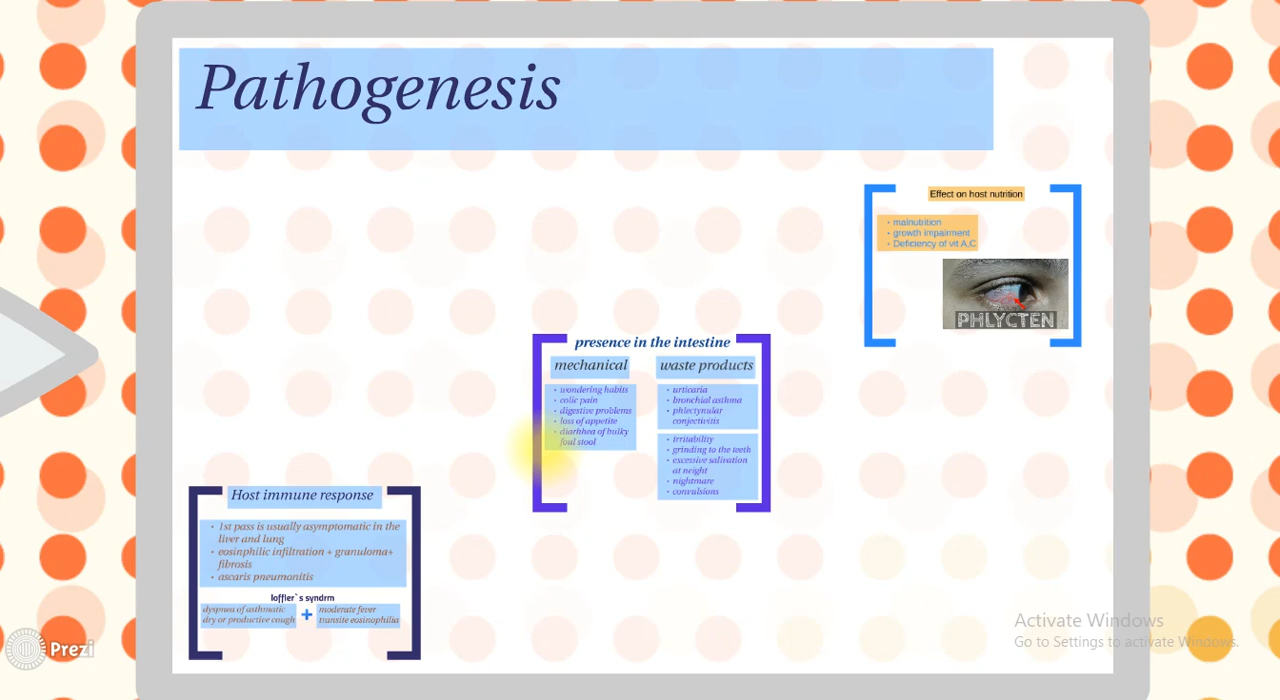 Pathogenesis
Effect on host nutrition
• malnutrition
• growth impairment
• Deficiency of vit A,C
PHLYCTEN
presence in the intestine
mechanical
• wondering habits
• colic pain
• digestive problems
• loss of appetite
• diarhhea of bulky
foul stool
waste products
• urticaria
• bronchial asthma
• phlectynular
conjectivitis
• irritability
• grinding to the teeth
• excessive salivation
at neight
• nightmare
• convulsions
Host immune response
• 1st pass is usually asymptomatic in the
liver and lung
• eosinphilic infiltration + granuloma+
fibrosis
• ascaris pneumonitis
loffler`s syndrm
dyspnea of asthmatic
dry or productive cough
+
moderate fever
transite eosinophilia
Activate Windows
Go to Settings to activate Windows.
Prezi